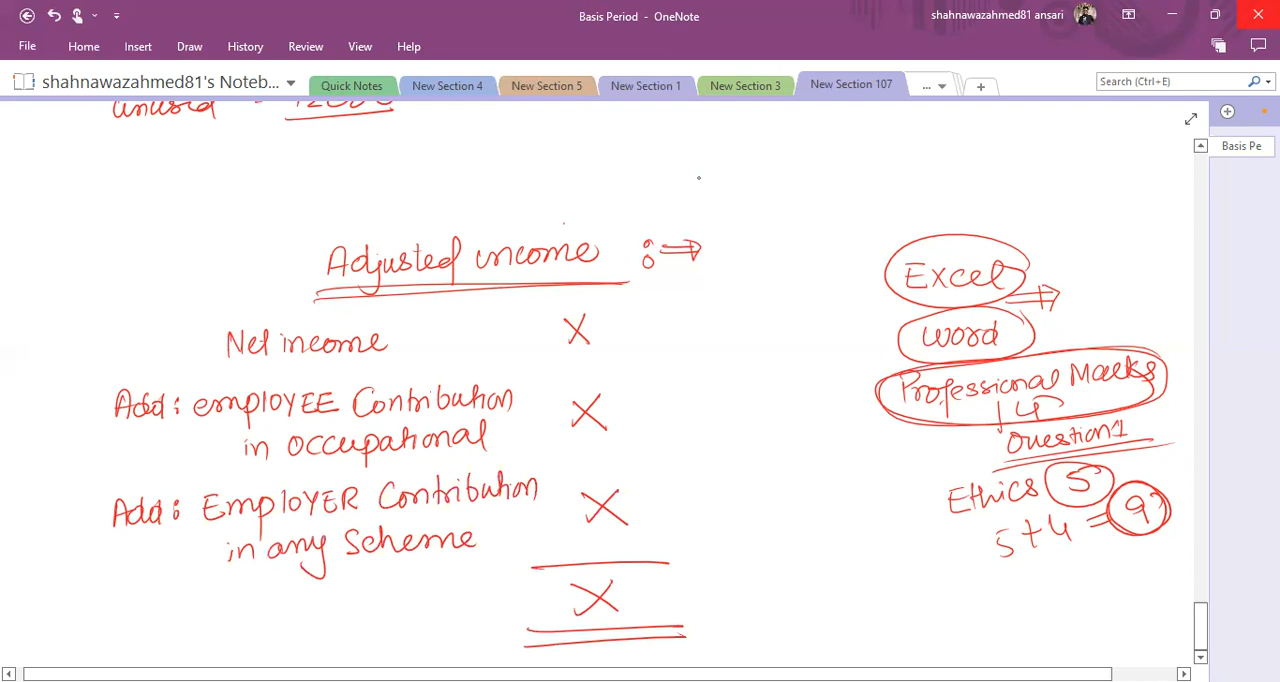 Basis Period - OneNote
shahnawazahmed81 ansari
File Home Insert Draw History Review View Help
shahnawazahmed81's Noteb...
Quick Notes New Section 4 New Section 5 New Section 1 New Section 3 New Section 107 ...
Search (Ctrl+E)
Basis Pe
unused
Adjusted income :⇒
Net income X
Add: employEE Contribution X
in occupational
Add: EmployER Contribution X
in any Scheme
X
Excel
word
Professional Marks
4
Question1
Ethics 5
5+4=9